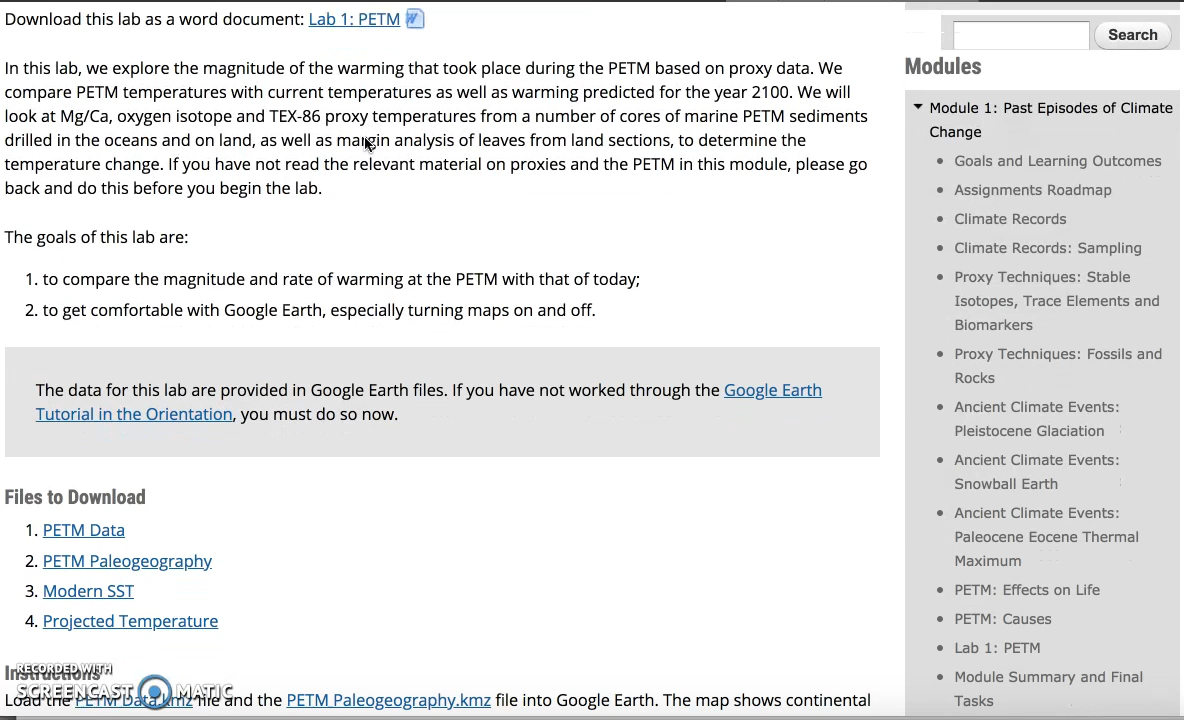 Download this lab as a word document: Lab 1: PETM
In this lab, we explore the magnitude of the warming that took place during the PETM based on proxy data. We
compare PETM temperatures with current temperatures as well as warming predicted for the year 2100. We will
look at Mg/Ca, oxygen isotope and TEX-86 proxy temperatures from a number of cores of marine PETM sediments
drilled in the oceans and on land, as well as margin analysis of leaves from land sections, to determine the
temperature change. If you have not read the relevant material on proxies and the PETM in this module, please go
back and do this before you begin the lab.
The goals of this lab are:
1. to compare the magnitude and rate of warming at the PETM with that of today;
2. to get comfortable with Google Earth, especially turning maps on and off.
The data for this lab are provided in Google Earth files. If you have not worked through the Google Earth
Tutorial in the Orientation, you must do so now.
Files to Download
1. PETM Data
2. PETM Paleogeography
3. Modern SST
4. Projected Temperature
Instructions
Load the PETM Data.kmz file and the PETM Paleogeography.kmz file into Google Earth. The map shows continental
RECORDED WITH
SCREENCAST MATIC
Search
Modules
Module 1: Past Episodes of Climate
Change
Goals and Learning Outcomes
Assignments Roadmap
Climate Records
Climate Records: Sampling
Proxy Techniques: Stable
Isotopes, Trace Elements and
Biomarkers
Proxy Techniques: Fossils and
Rocks
Ancient Climate Events:
Pleistocene Glaciation
Ancient Climate Events:
Snowball Earth
Ancient Climate Events:
Paleocene Eocene Thermal
Maximum
PETM: Effects on Life
PETM: Causes
Lab 1: PETM
Module Summary and Final
Tasks